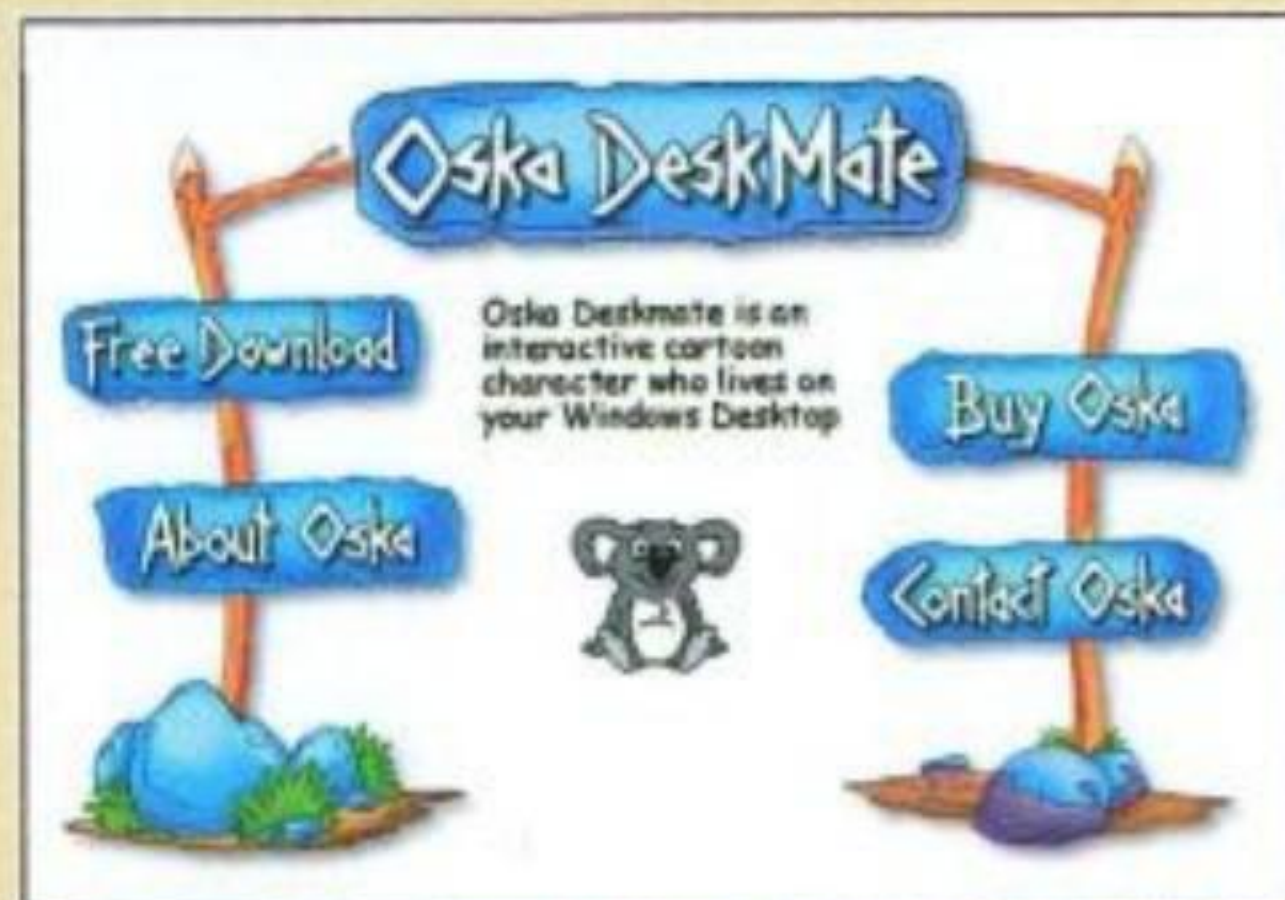 Oska DeskMate
Free Download
Oska Deskmate is an
interactive cartoon
character who lives on
your Windows Desktop
Buy Oska
About Oska
Contact Oska